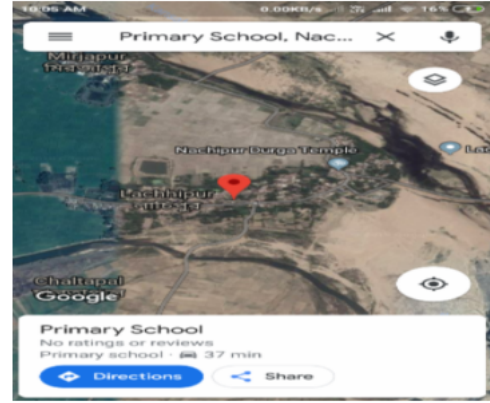 10:05 AM 0.00KB/s 16%
Primary School, Nac...
Mirjapur
Nachipur Durga Temple
Lachhipur
Chaltapol
Google
Primary School
No ratings or reviews
Primary school · 37 min
Directions Share